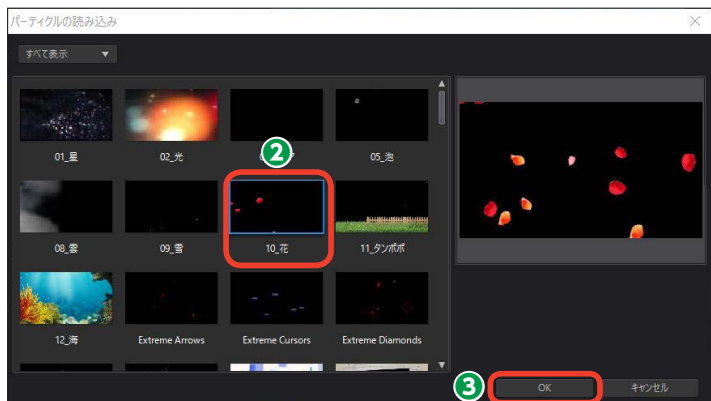 パーティクルの読み込み
すべて表示
01_星
02_光
05_泡
2
08_雲
09_雪
10_花
11_タンポポ
12_海
Extreme Arrows
Extreme Cursors
Extreme Diamonds
3
OK
キャンセル